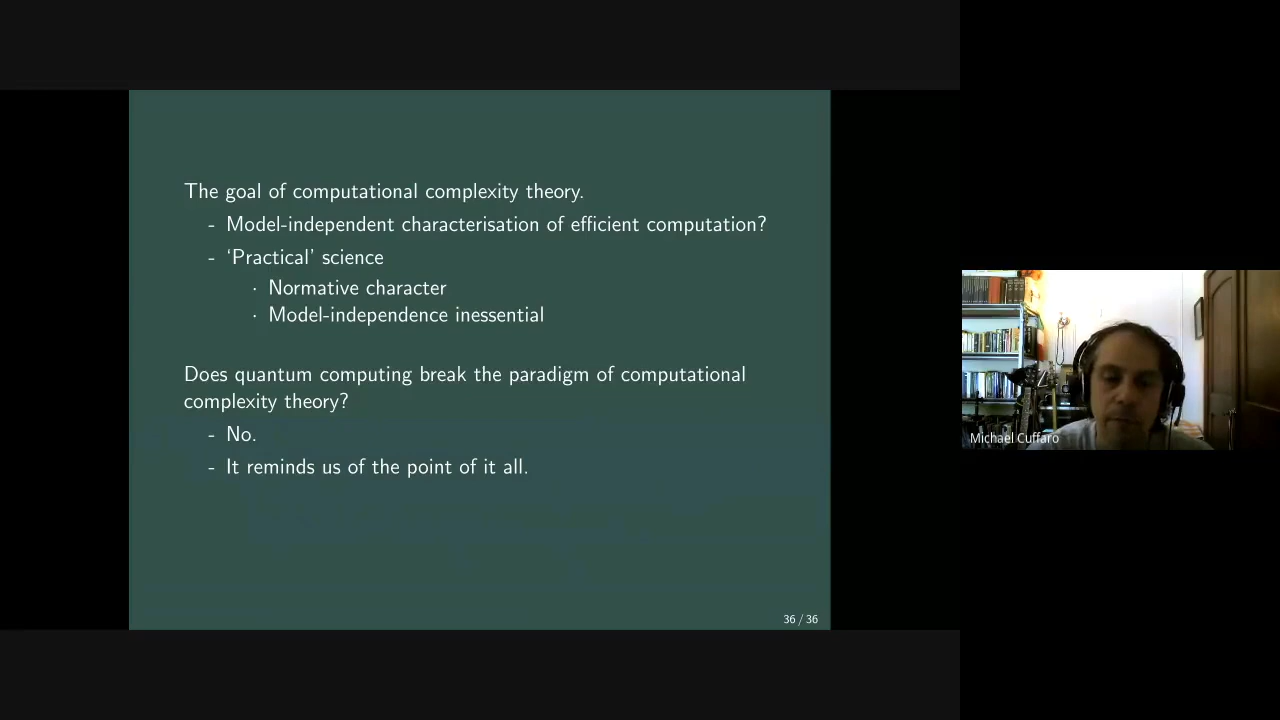 The goal of computational complexity theory.
- Model-independent characterisation of efficient computation?
- ‘Practical’ science
· Normative character
· Model-independence inessential
Does quantum computing break the paradigm of computational
complexity theory?
- No.
- It reminds us of the point of it all.
36 / 36
Michael Cuffaro